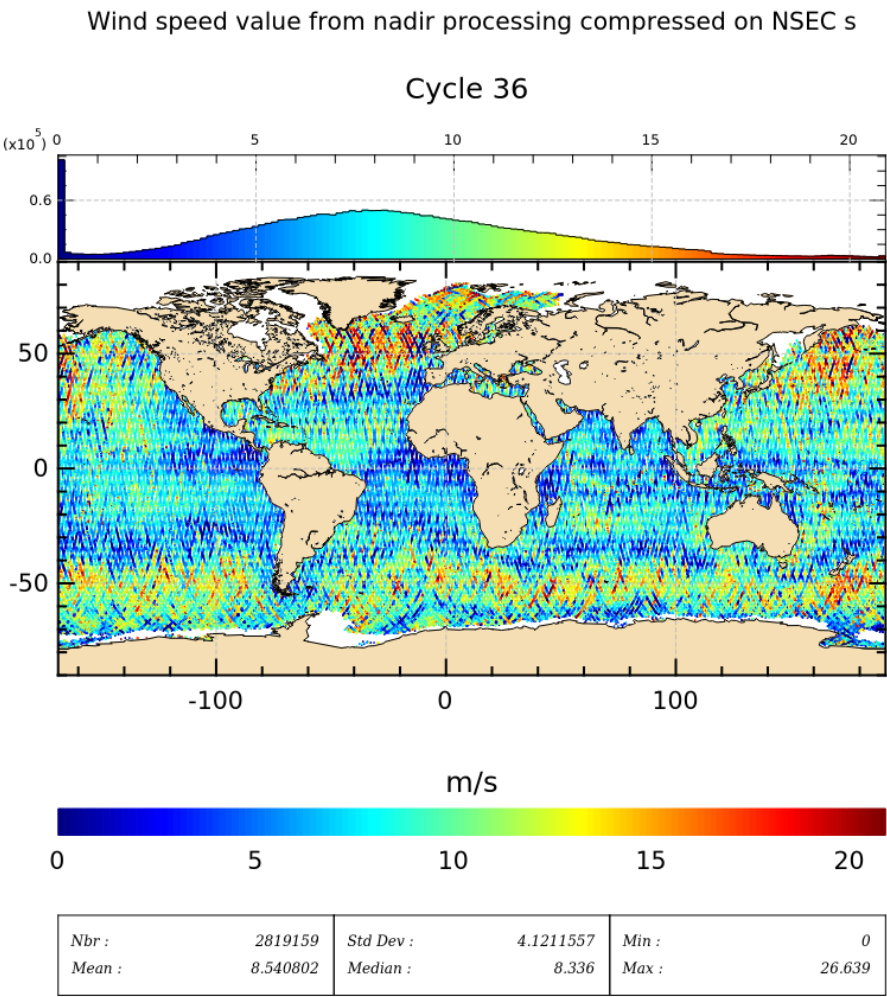 Wind speed value from nadir processing compressed on NSEC s
Cycle 36
(x10^5) 0 5 10 15 20
0.6
0.0
50
0
-50
-100 0 100
m/s
0 5 10 15 20
Nbr : 2819159 Std Dev : 4.1211557 Min : 0
Mean : 8.540802 Median : 8.336 Max : 26.639